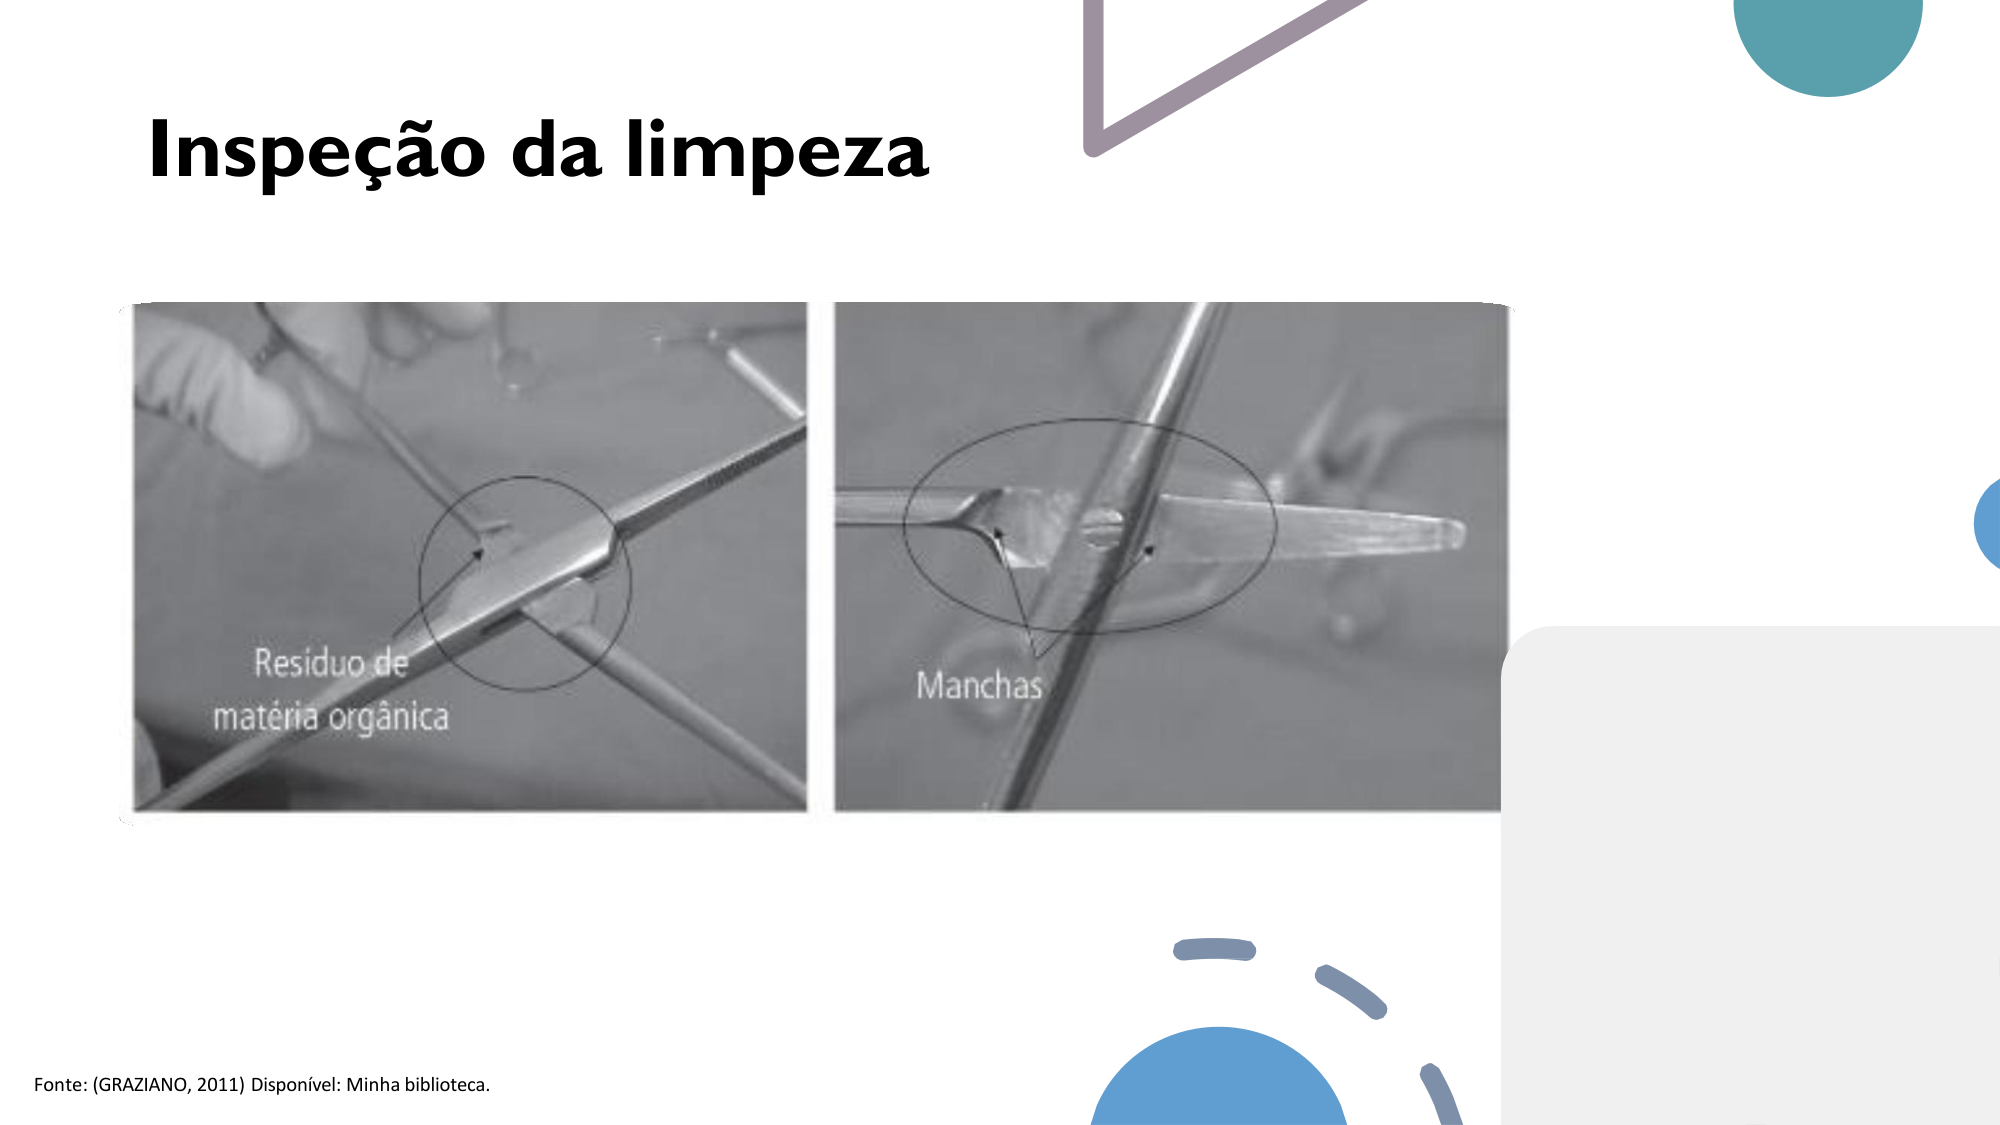 Inspeção da limpeza
Resíduo de
matéria orgânica
Manchas
Fonte: (GRAZIANO, 2011) Disponível: Minha biblioteca.